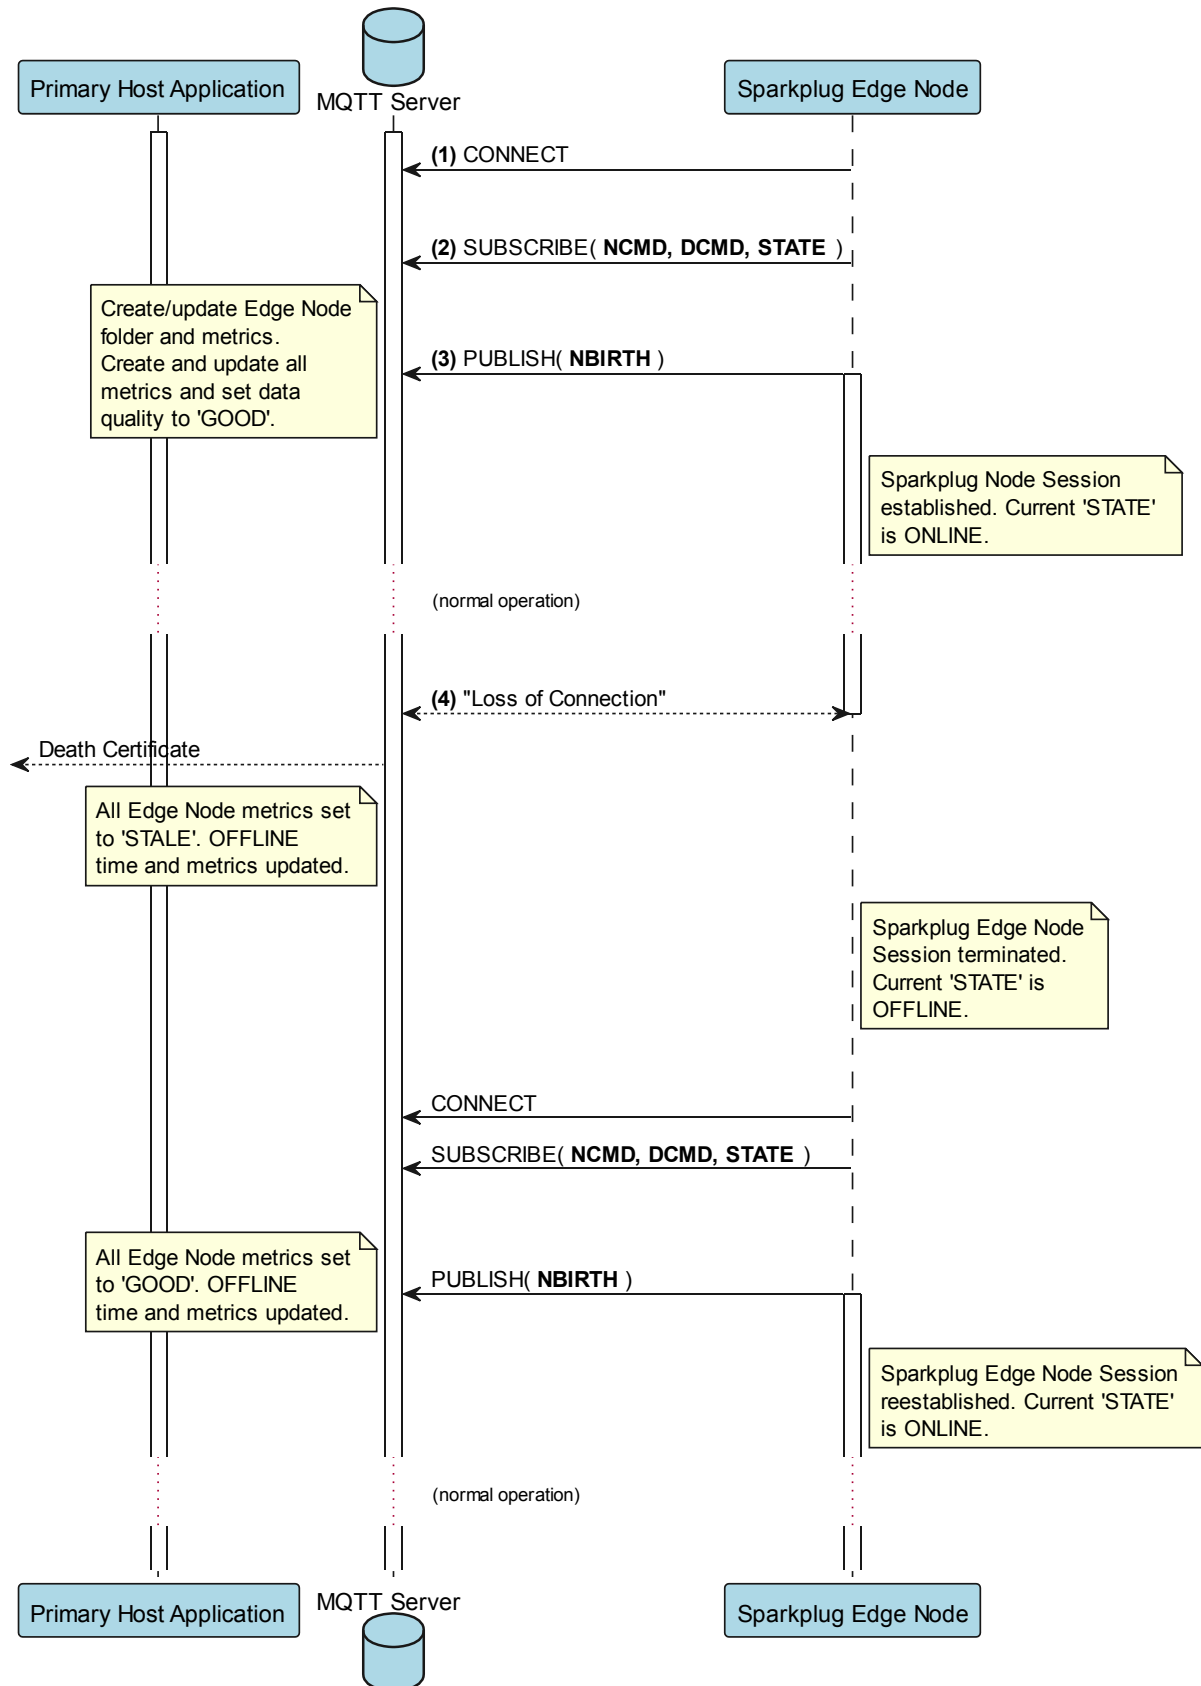 Primary Host Application
MQTT Server
Sparkplug Edge Node
(1) CONNECT
(2) SUBSCRIBE( NCMD, DCMD, STATE )
Create/update Edge Node
folder and metrics.
Create and update all
metrics and set data
quality to 'GOOD'.
(3) PUBLISH( NBIRTH )
Sparkplug Node Session
established. Current 'STATE'
is ONLINE.
(normal operation)
(4) "Loss of Connection"
Death Certificate
All Edge Node metrics set
to 'STALE'. OFFLINE
time and metrics updated.
Sparkplug Edge Node
Session terminated.
Current 'STATE' is
OFFLINE.
CONNECT
SUBSCRIBE( NCMD, DCMD, STATE )
All Edge Node metrics set
to 'GOOD'. OFFLINE
time and metrics updated.
PUBLISH( NBIRTH )
Sparkplug Edge Node Session
reestablished. Current 'STATE'
is ONLINE.
(normal operation)
Primary Host Application
MQTT Server
Sparkplug Edge Node